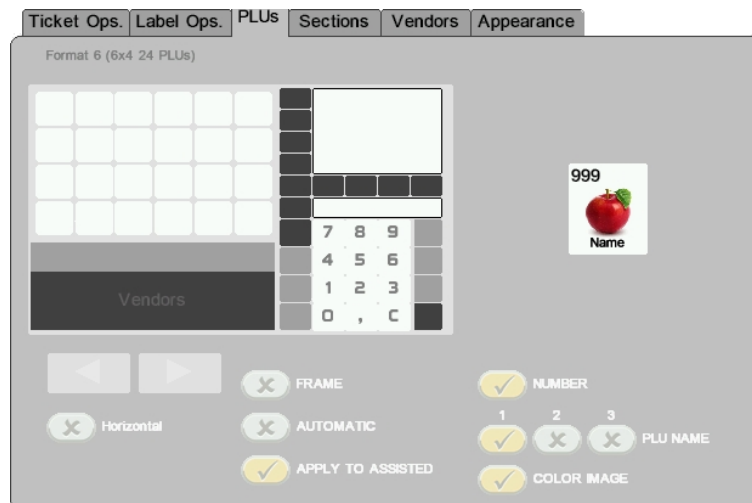 Ticket Ops. Label Ops. PLUs Sections Vendors Appearance
Format 6 (6x4 24 PLUs)
999
Name
7 8 9
4 5 6
1 2 3
0 , C
Vendors
FRAME
NUMBER
Horizontal
AUTOMATIC
1 2 3
PLU NAME
APPLY TO ASSISTED
COLOR IMAGE